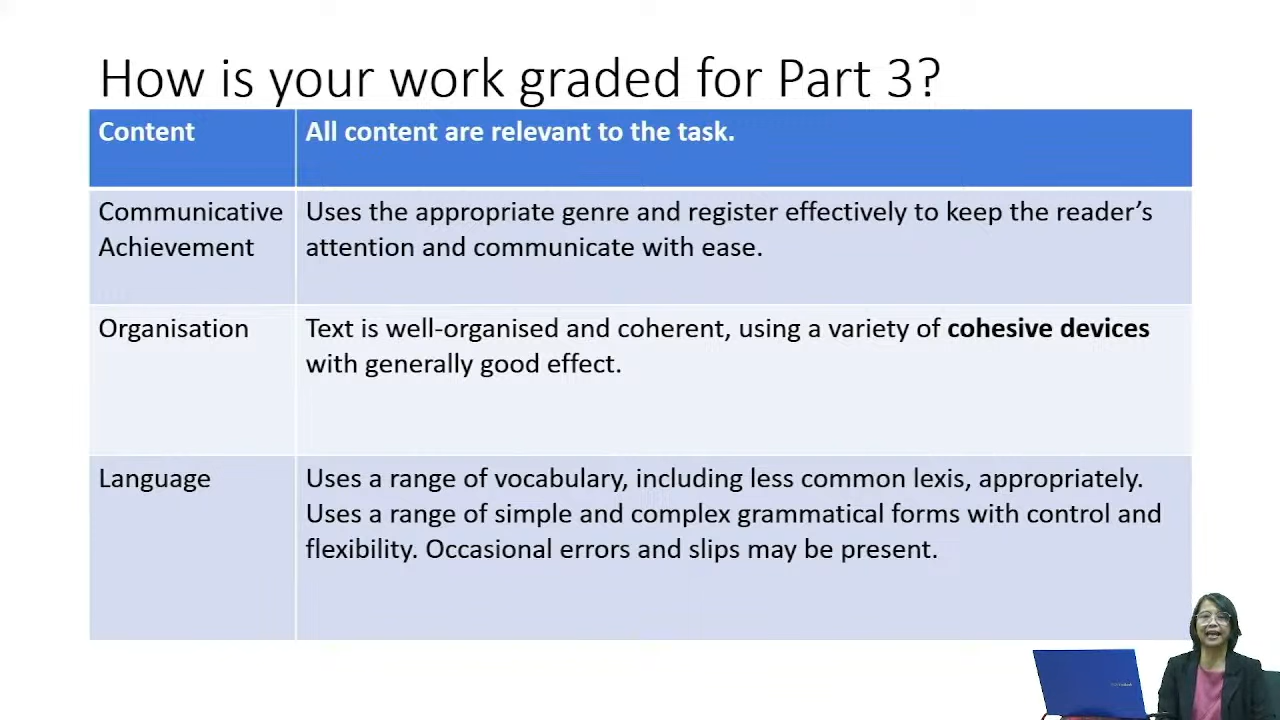 How is your work graded for Part 3?
Content
All content are relevant to the task.
Communicative
Achievement
Uses the appropriate genre and register effectively to keep the reader's
attention and communicate with ease.
Organisation
Text is well-organised and coherent, using a variety of cohesive devices
with generally good effect.
Language
Uses a range of vocabulary, including less common lexis, appropriately.
Uses a range of simple and complex grammatical forms with control and
flexibility. Occasional errors and slips may be present.